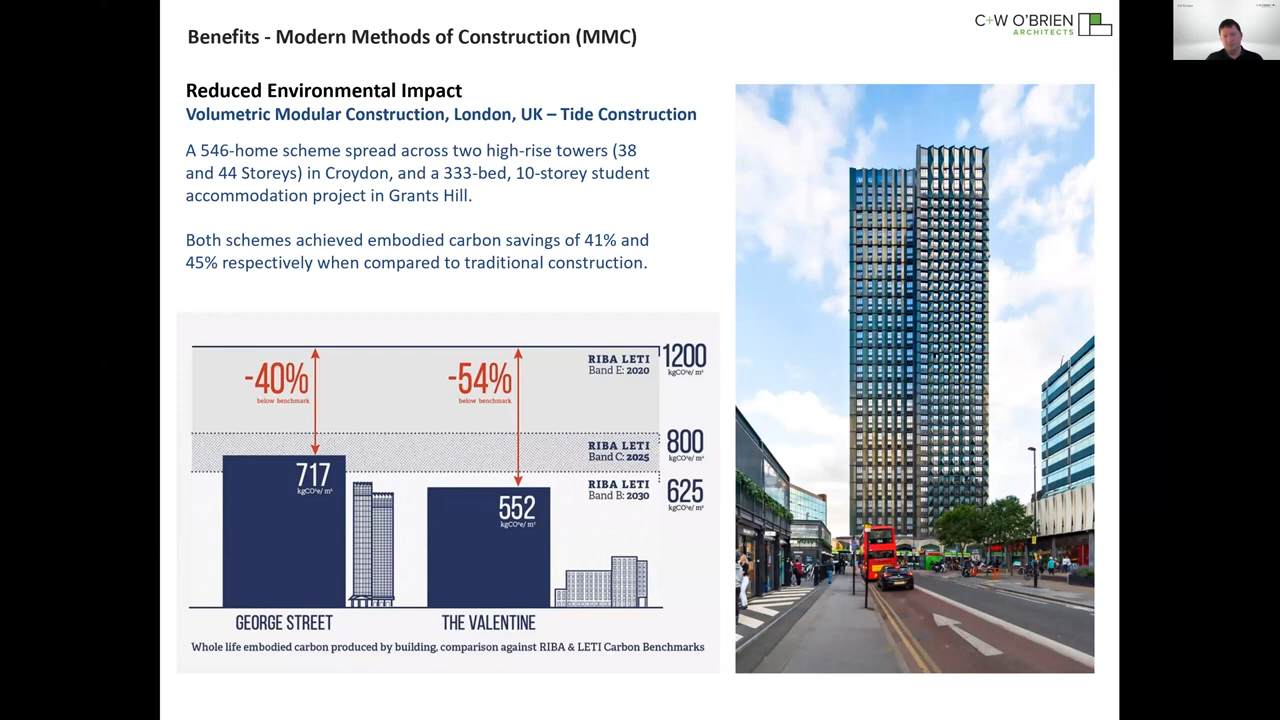 Benefits - Modern Methods of Construction (MMC)
C+W O'BRIEN
ARCHITECTS
Reduced Environmental Impact
Volumetric Modular Construction, London, UK – Tide Construction
A 546-home scheme spread across two high-rise towers (38
and 44 Storeys) in Croydon, and a 333-bed, 10-storey student
accommodation project in Grants Hill.
Both schemes achieved embodied carbon savings of 41% and
45% respectively when compared to traditional construction.
-40%
below benchmark
-54%
below benchmark
RIBA LETI
Band E: 2020
1200
kgCO²e/ m²
RIBA LETI
Band C: 2025
800
kgCO²e/ m²
RIBA LETI
Band B: 2030
625
kgCO²e/ m²
717
kgCO²e/ m²
552
kgCO²e/ m²
GEORGE STREET
THE VALENTINE
Whole life embodied carbon produced by building, comparison against RIBA & LETI Carbon Benchmarks